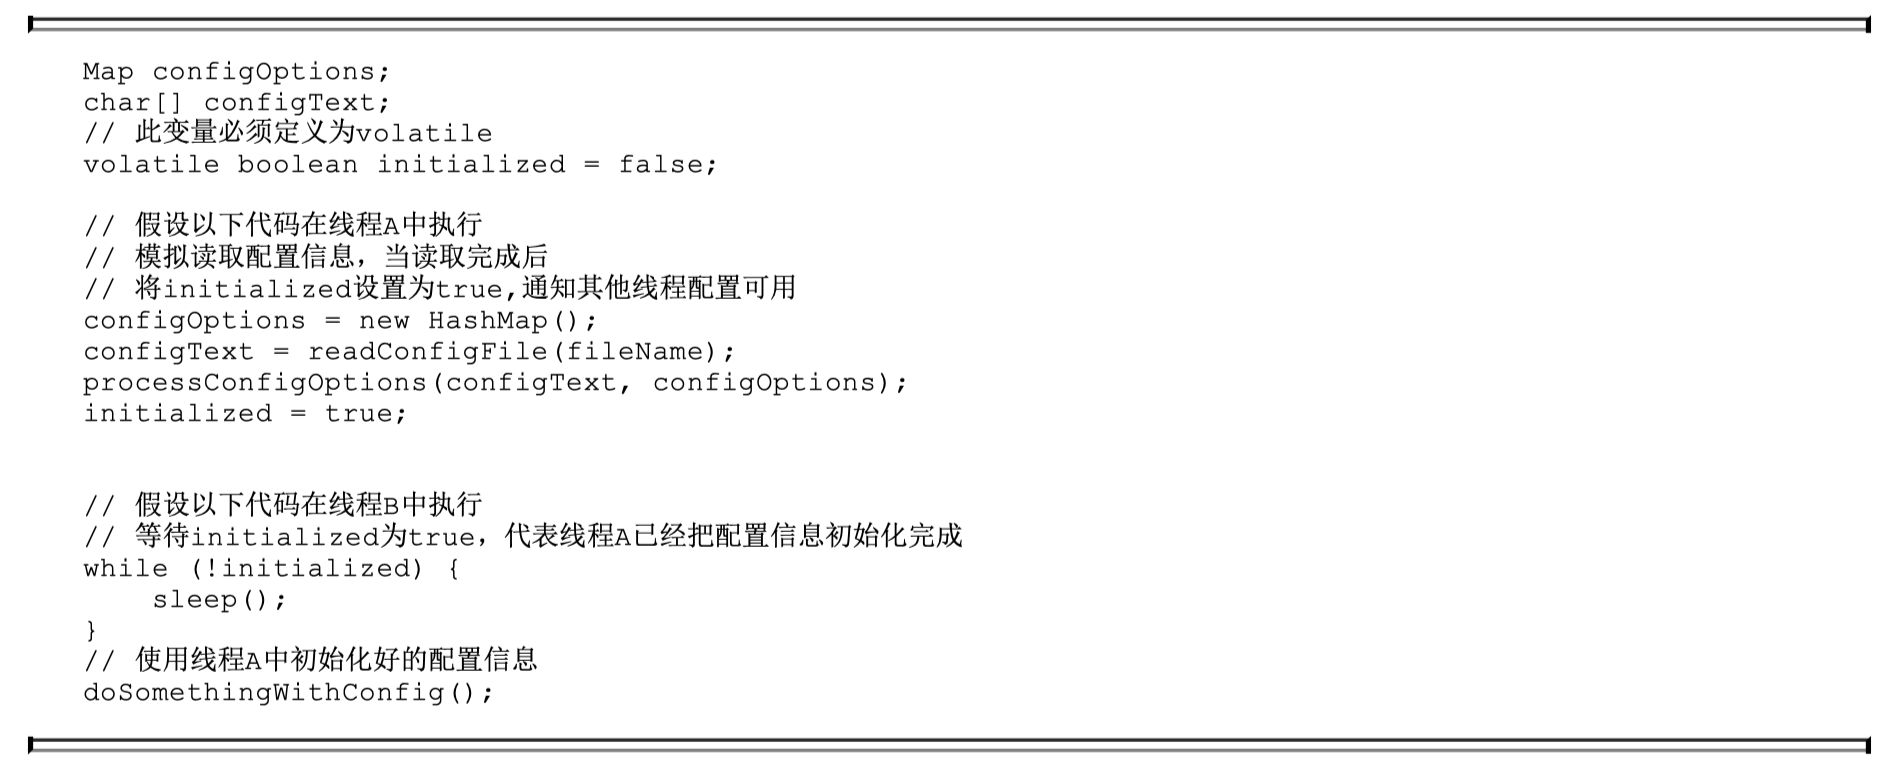 Map configOptions;
char[] configText;
// 此变量必须定义为volatile
volatile boolean initialized = false;
// 假设以下代码在线程A中执行
// 模拟读取配置信息，当读取完成后
// 将initialized设置为true,通知其他线程配置可用
configOptions = new HashMap();
configText = readConfigFile(fileName);
processConfigOptions(configText, configOptions);
initialized = true;
// 假设以下代码在线程B中执行
// 等待initialized为true，代表线程A已经把配置信息初始化完成
while (!initialized) {
    sleep();
}
// 使用线程A中初始化好的配置信息
doSomethingWithConfig();